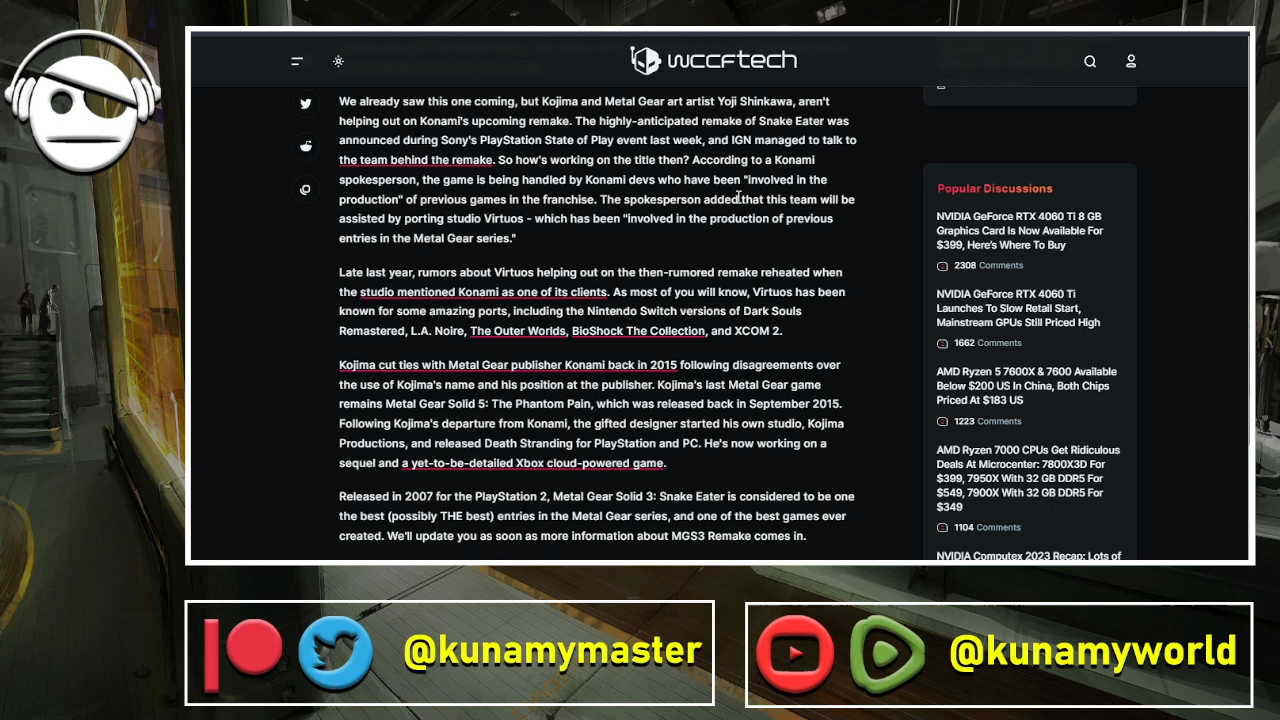 wccftech
We already saw this one coming, but Kojima and Metal Gear art artist Yoji Shinkawa, aren't
helping out on Konami's upcoming remake. The highly-anticipated remake of Snake Eater was
announced during Sony's PlayStation State of Play event last week, and IGN managed to talk to
the team behind the remake. So how's working on the title then? According to a Konami
spokesperson, the game is being handled by Konami devs who have been "involved in the
production" of previous games in the franchise. The spokesperson added that this team will be
assisted by porting studio Virtuos - which has been "involved in the production of previous
entries in the Metal Gear series."
Late last year, rumors about Virtuos helping out on the then-rumored remake reheated when
the studio mentioned Konami as one of its clients. As most of you will know, Virtuos has been
known for some amazing ports, including the Nintendo Switch versions of Dark Souls
Remastered, L.A. Noire, The Outer Worlds, BioShock The Collection, and XCOM 2.
Kojima cut ties with Metal Gear publisher Konami back in 2015 following disagreements over
the use of Kojima's name and his position at the publisher. Kojima's last Metal Gear game
remains Metal Gear Solid 5: The Phantom Pain, which was released back in September 2015.
Following Kojima's departure from Konami, the gifted designer started his own studio, Kojima
Productions, and released Death Stranding for PlayStation and PC. He's now working on a
sequel and a yet-to-be-detailed Xbox cloud-powered game.
Released in 2007 for the PlayStation 2, Metal Gear Solid 3: Snake Eater is considered to be one
the best (possibly THE best) entries in the Metal Gear series, and one of the best games ever
created. We'll update you as soon as more information about MGS3 Remake comes in.
Popular Discussions
NVIDIA GeForce RTX 4060 Ti 8 GB
Graphics Card Is Now Available For
$399, Here's Where To Buy
2308 Comments
NVIDIA GeForce RTX 4060 Ti
Launches To Slow Retail Start,
Mainstream GPUs Still Priced High
1662 Comments
AMD Ryzen 5 7600X & 7600 Available
Below $200 US In China, Both Chips
Priced At $183 US
1223 Comments
AMD Ryzen 7000 CPUs Get Ridiculous
Deals At Microcenter: 7800X3D For
$399, 7950X With 32 GB DDR5 For
$549, 7900X With 32 GB DDR5 For
$349
1104 Comments
NVIDIA Computex 2023 Recap: Lots of
@kunamymaster
@kunamyworld